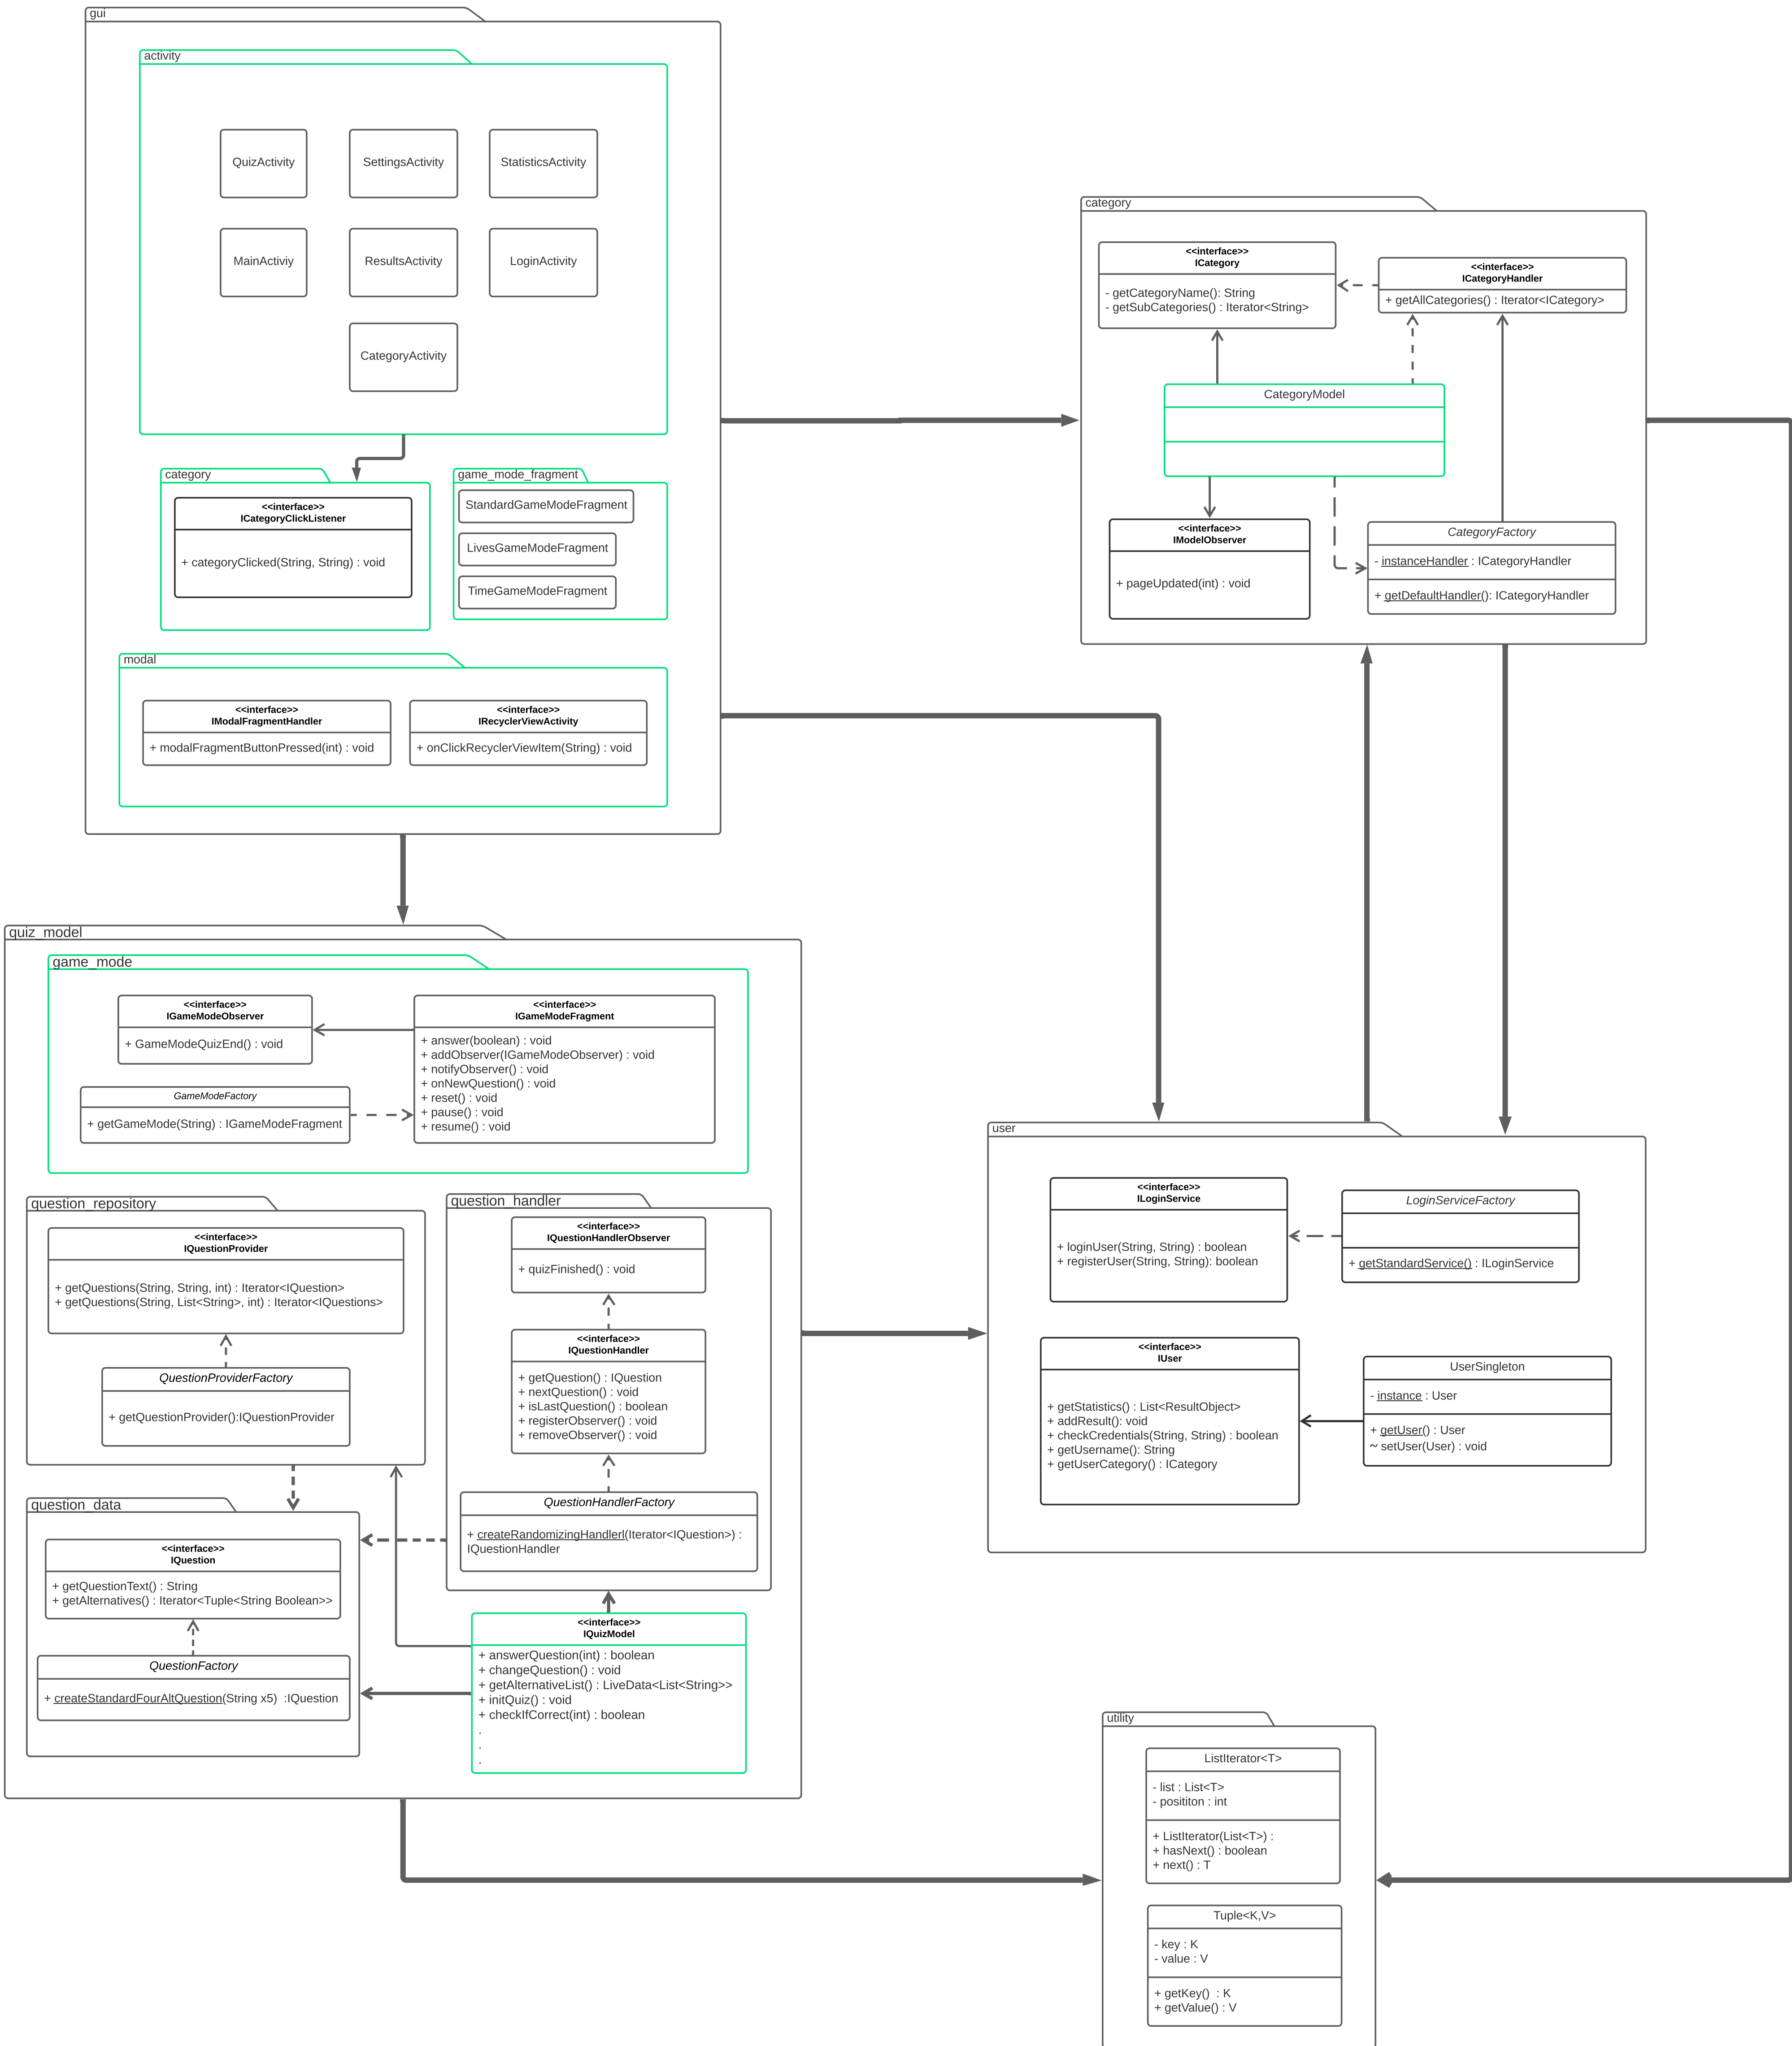 gui
activity
QuizActivity
SettingsActivity
StatisticsActivity
MainActiviy
ResultsActivity
LoginActivity
CategoryActivity
category
<<interface>>
ICategoryClickListener
+ categoryClicked(String, String) : void
game_mode_fragment
StandardGameModeFragment
LivesGameModeFragment
TimeGameModeFragment
modal
<<interface>>
IModalFragmentHandler
+ modalFragmentButtonPressed(int) : void
<<interface>>
IRecyclerViewActivity
+ onClickRecyclerViewItem(String) : void
category
<<interface>>
ICategory
- getCategoryName(): String
- getSubCategories() : Iterator<String>
<<interface>>
ICategoryHandler
+ getAllCategories() : Iterator<ICategory>
CategoryModel
<<interface>>
IModelObserver
+ pageUpdated(int) : void
CategoryFactory
- instanceHandler : ICategoryHandler
+ getDefaultHandler(): ICategoryHandler
quiz_model
game_mode
<<interface>>
IGameModeObserver
+ GameModeQuizEnd() : void
<<interface>>
IGameModeFragment
+ answer(boolean) : void
+ addObserver(IGameModeObserver) : void
+ notifyObserver() : void
+ onNewQuestion() : void
+ reset() : void
+ pause() : void
+ resume() : void
GameModeFactory
+ getGameMode(String) : IGameModeFragment
question_repository
<<interface>>
IQuestionProvider
+ getQuestions(String, String, int) : Iterator<IQuestion>
+ getQuestions(String, List<String>, int) : Iterator<IQuestions>
QuestionProviderFactory
+ getQuestionProvider():IQuestionProvider
question_handler
<<interface>>
IQuestionHandlerObserver
+ quizFinished() : void
<<interface>>
IQuestionHandler
+ getQuestion() : IQuestion
+ nextQuestion() : void
+ isLastQuestion() : boolean
+ registerObserver() : void
+ removeObserver() : void
QuestionHandlerFactory
+ createRandomizingHandlerl(Iterator<IQuestion>) :
IQuestionHandler
question_data
<<interface>>
IQuestion
+ getQuestionText() : String
+ getAlternatives() : Iterator<Tuple<String Boolean>>
QuestionFactory
+ createStandardFourAltQuestion(String x5)  :IQuestion
<<interface>>
IQuizModel
+ answerQuestion(int) : boolean
+ changeQuestion() : void
+ getAlternativeList() : LiveData<List<String>>
+ initQuiz() : void
+ checkIfCorrect(int) : boolean
.
.
.
user
<<interface>>
ILoginService
+ loginUser(String, String) : boolean
+ registerUser(String, String): boolean
LoginServiceFactory
+ getStandardService() : ILoginService
<<interface>>
IUser
+ getStatistics() : List<ResultObject>
+ addResult(): void
+ checkCredentials(String, String) : boolean
+ getUsername(): String
+ getUserCategory() : ICategory
UserSingleton
- instance : User
+ getUser() : User
~ setUser(User) : void
utility
ListIterator<T>
- list : List<T>
- posititon : int
+ ListIterator(List<T>) :
+ hasNext() : boolean
+ next() : T
Tuple<K,V>
- key : K
- value : V
+ getKey()  : K
+ getValue() : V